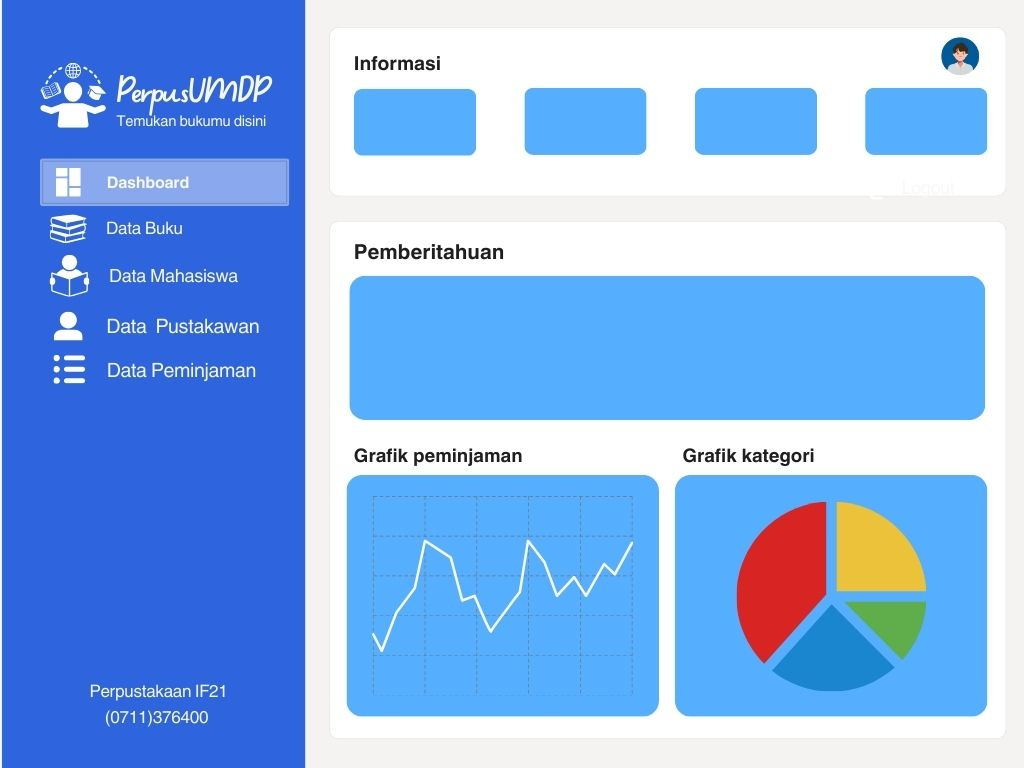 PerpusUMDP
Temukan bukumu disini
Dashboard
Data Buku
Data Mahasiswa
Data Pustakawan
Data Peminjaman
Perpustakaan IF21
(0711)376400
Informasi
Logout
Pemberitahuan
Grafik peminjaman
Grafik kategori